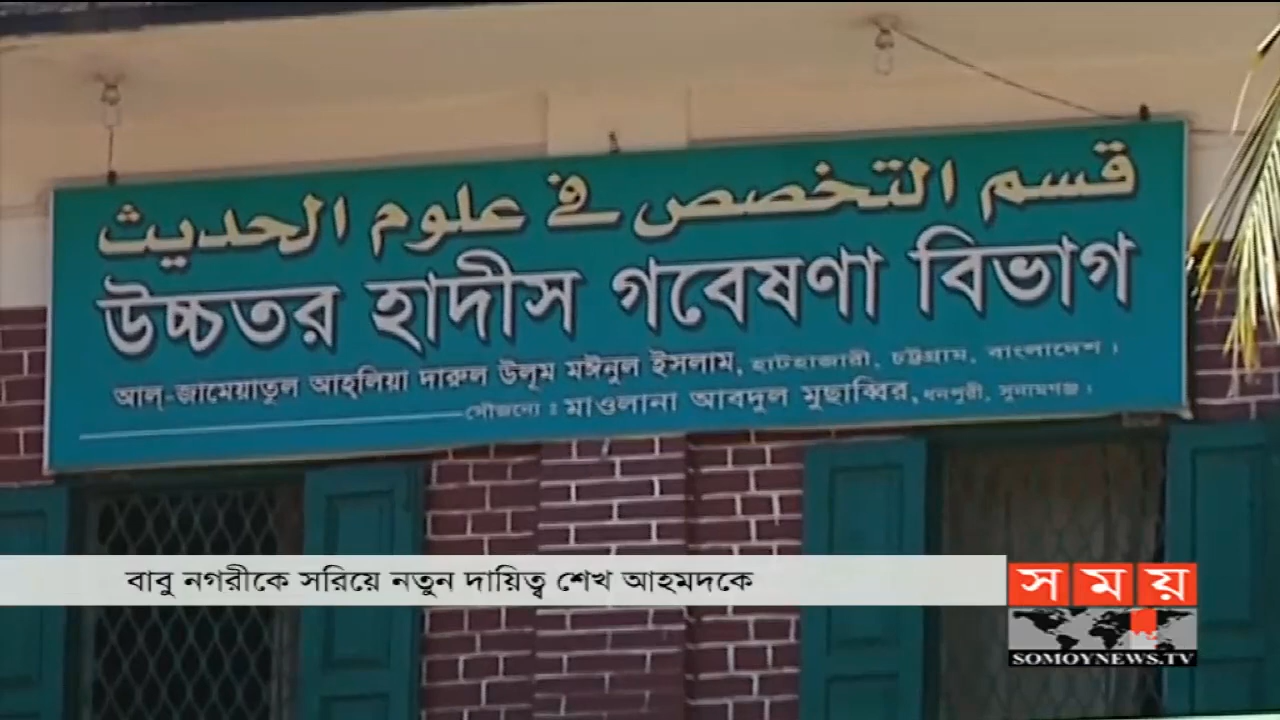 قسم التخصص في علوم الحديث
উচ্চতর হাদীস গবেষণা বিভাগ
আল্-জামেয়াতুল আহ্‌লিয়া দারুল উলূম মঈনুল ইসলাম, হাটহাজারী, চট্টগ্রাম, বাংলাদেশ।
সৌজন্যে : মাওলানা আবদুল মুছাব্বির, ধনপুরী, সুনামগঞ্জ।
বাবু নগরীকে সরিয়ে নতুন দায়িত্ব শেখ আহমদকে
সময়
SOMOYNEWS.TV